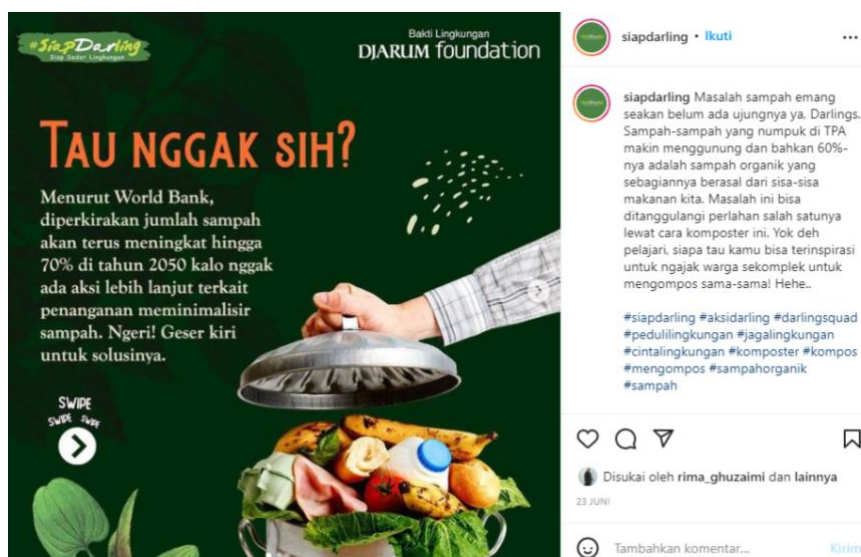 #SiapDarling
Siap Sadar Lingkungan
Bakti Lingkungan
DJARUM foundation
TAU NGGAK SIH?
Menurut World Bank,
diperkirakan jumlah sampah
akan terus meningkat hingga
70% di tahun 2050 kalo nggak
ada aksi lebih lanjut terkait
penanganan meminimalisir
sampah. Ngeri! Geser kiri
untuk solusinya.
SWIPE
SWIPE SWIPE
siapdarling • Ikuti
siapdarling Masalah sampah emang
seakan belum ada ujungnya ya, Darlings.
Sampah-sampah yang numpuk di TPA
makin menggunung dan bahkan 60%-
nya adalah sampah organik yang
sebagiannya berasal dari sisa-sisa
makanan kita. Masalah ini bisa
ditanggulangi perlahan salah satunya
lewat cara komposter ini. Yok deh
pelajari, siapa tau kamu bisa terinspirasi
untuk ngajak warga sekomplek untuk
mengompos sama-sama! Hehe..
#siapdarling #aksidarling #darlingsquad
#pedulilingkungan #jagalingkungan
#cintalingkungan #komposter #kompos
#mengompos #sampahorganik
#sampah
Disukai oleh rima_ghuzaimi dan lainnya
23 JUNI
Tambahkan komentar... Kirim